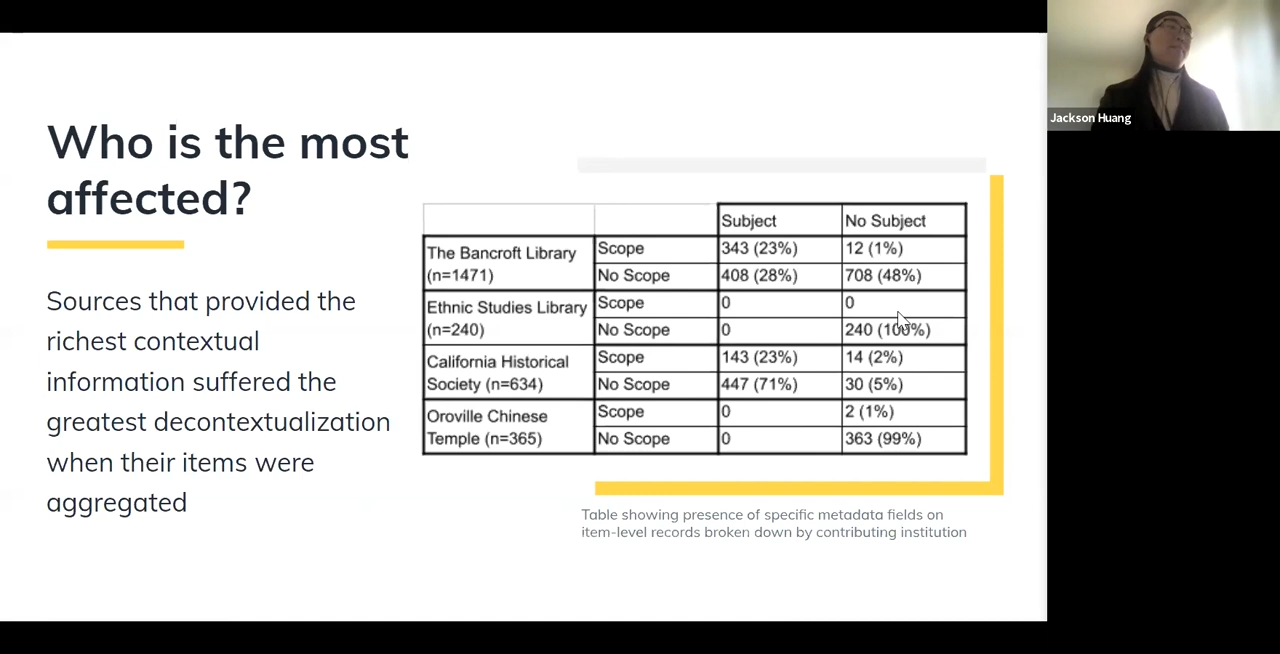 Who is the most
affected?
Sources that provided the
richest contextual
information suffered the
greatest decontextualization
when their items were
aggregated
Subject No Subject
The Bancroft Library
(n=1471)
Scope 343 (23%) 12 (1%)
No Scope 408 (28%) 708 (48%)
Ethnic Studies Library
(n=240)
Scope 0 0
No Scope 0 240 (100%)
California Historical
Society (n=634)
Scope 143 (23%) 14 (2%)
No Scope 447 (71%) 30 (5%)
Oroville Chinese
Temple (n=365)
Scope 0 2 (1%)
No Scope 0 363 (99%)
Table showing presence of specific metadata fields on
item-level records broken down by contributing institution
Jackson Huang